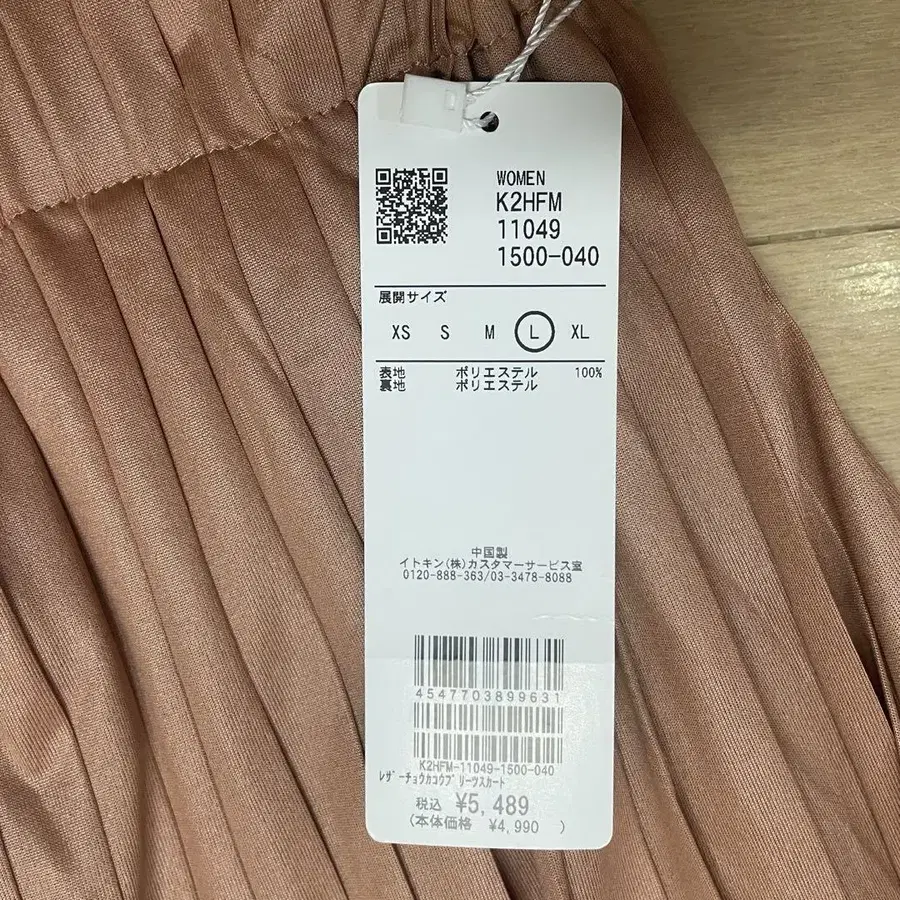 WOMEN
K2HFM
11049
1500-040
展開サイズ
XS S M L XL
表地 ポリエステル 100%
裏地 ポリエステル
中国製
イトキン(株)カスタマーサービス室
0120-888-363/03-3478-8088
4547703899631
K2HFM-11049-1500-040
ﾚｻﾞｰﾁｮｳｶｺｳﾌﾟﾘｰﾂｽｶｰﾄ
税込 ¥5,489
(本体価格 ¥4,990 )